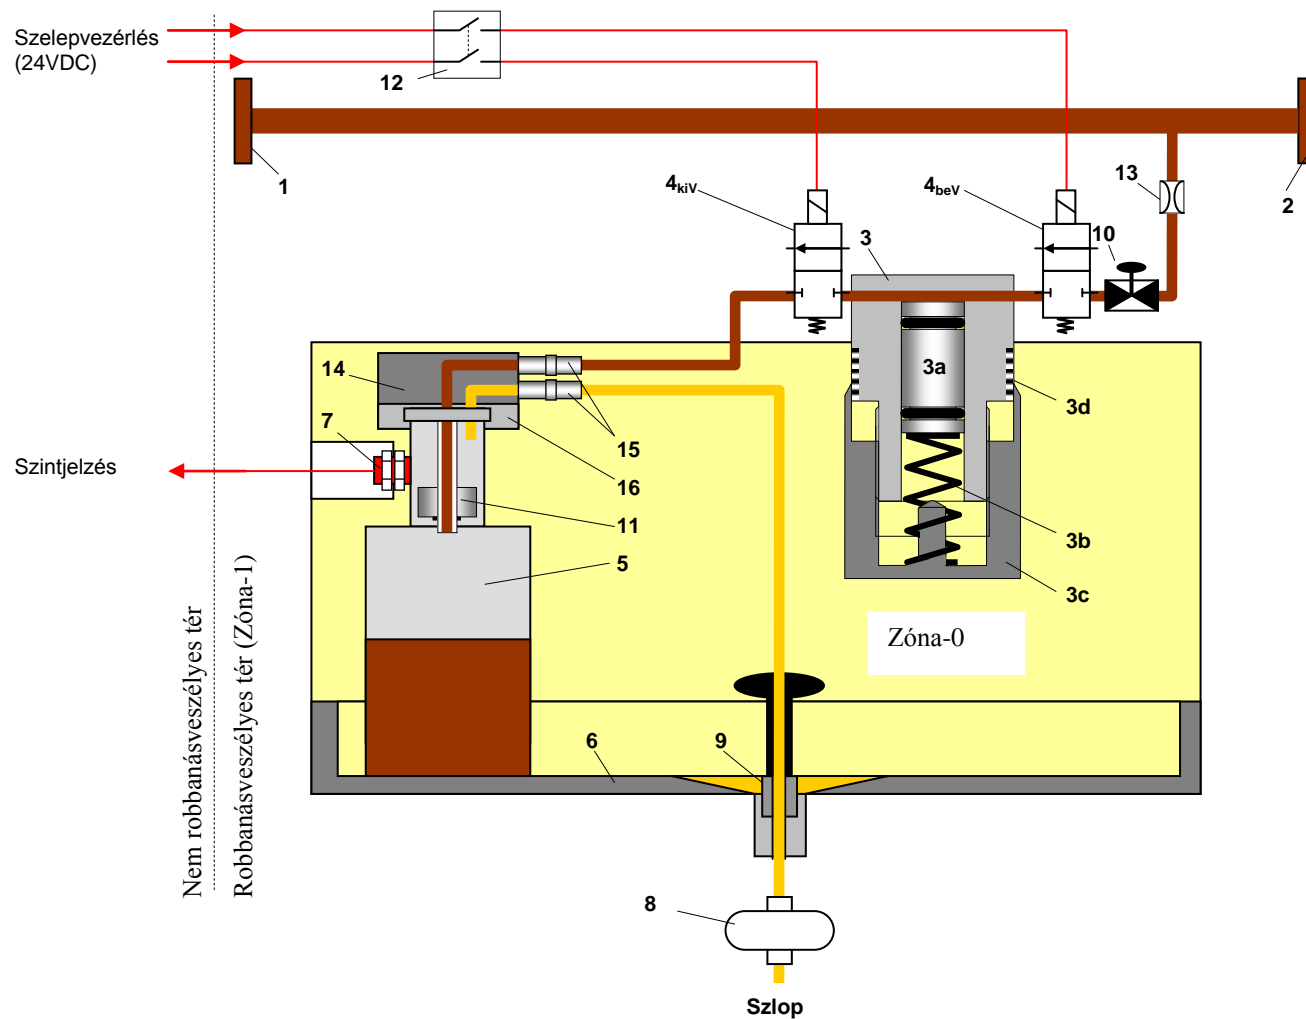 Szelepvezérlés
(24VDC)
12
1
4kiV
4beV
13
2
3
10
14
3a
3d
7
15
Szintjelzés
16
11
3b
5
3c
Zóna-0
Nem robbanásveszélyes tér
Robbanásveszélyes tér (Zóna-1)
6
9
8
Szlop